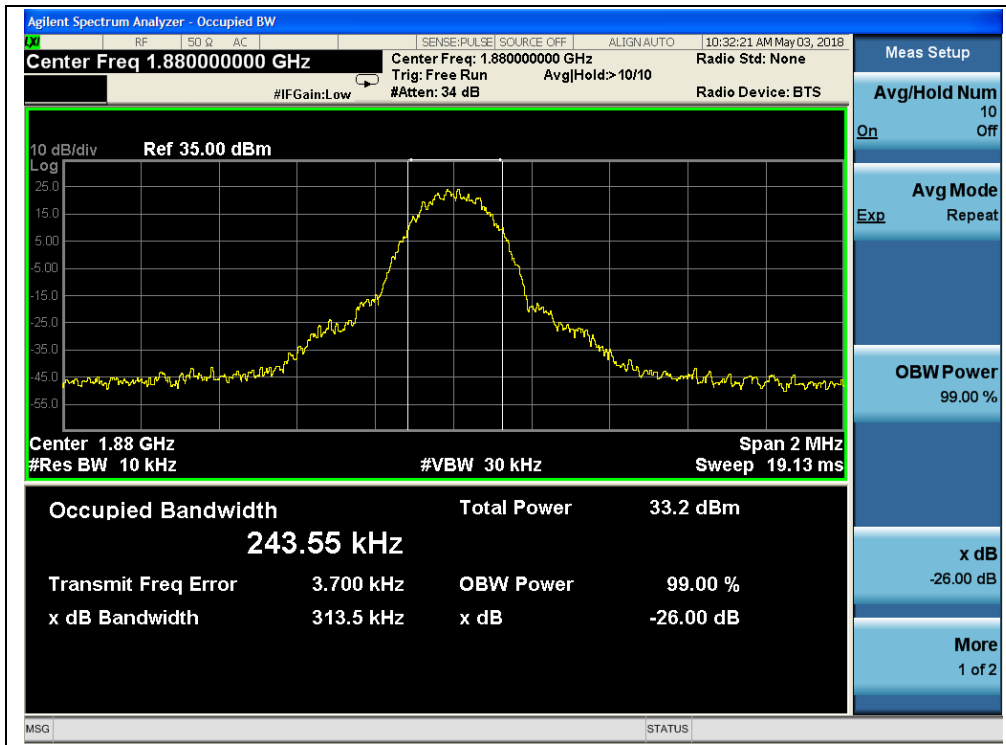 Agilent Spectrum Analyzer - Occupied BW
LXI RF 50 Ω AC SENSE:PULSE SOURCE OFF ALIGN AUTO 10:32:21 AM May 03, 2018
Center Freq 1.880000000 GHz
Center Freq: 1.880000000 GHz
Radio Std: None
Trig: Free Run Avg|Hold:>10/10
#IFGain:Low
#Atten: 34 dB
Radio Device: BTS
10 dB/div Ref 35.00 dBm
Log
25.0
15.0
5.00
-5.00
-15.0
-25.0
-35.0
-45.0
-55.0
Center 1.88 GHz Span 2 MHz
#Res BW 10 kHz #VBW 30 kHz Sweep 19.13 ms
Occupied Bandwidth Total Power 33.2 dBm
243.55 kHz
Transmit Freq Error 3.700 kHz OBW Power 99.00 %
x dB Bandwidth 313.5 kHz x dB -26.00 dB
MSG STATUS
Meas Setup
Avg/Hold Num
10
On Off
Avg Mode
Exp Repeat
OBW Power
99.00 %
x dB
-26.00 dB
More
1 of 2